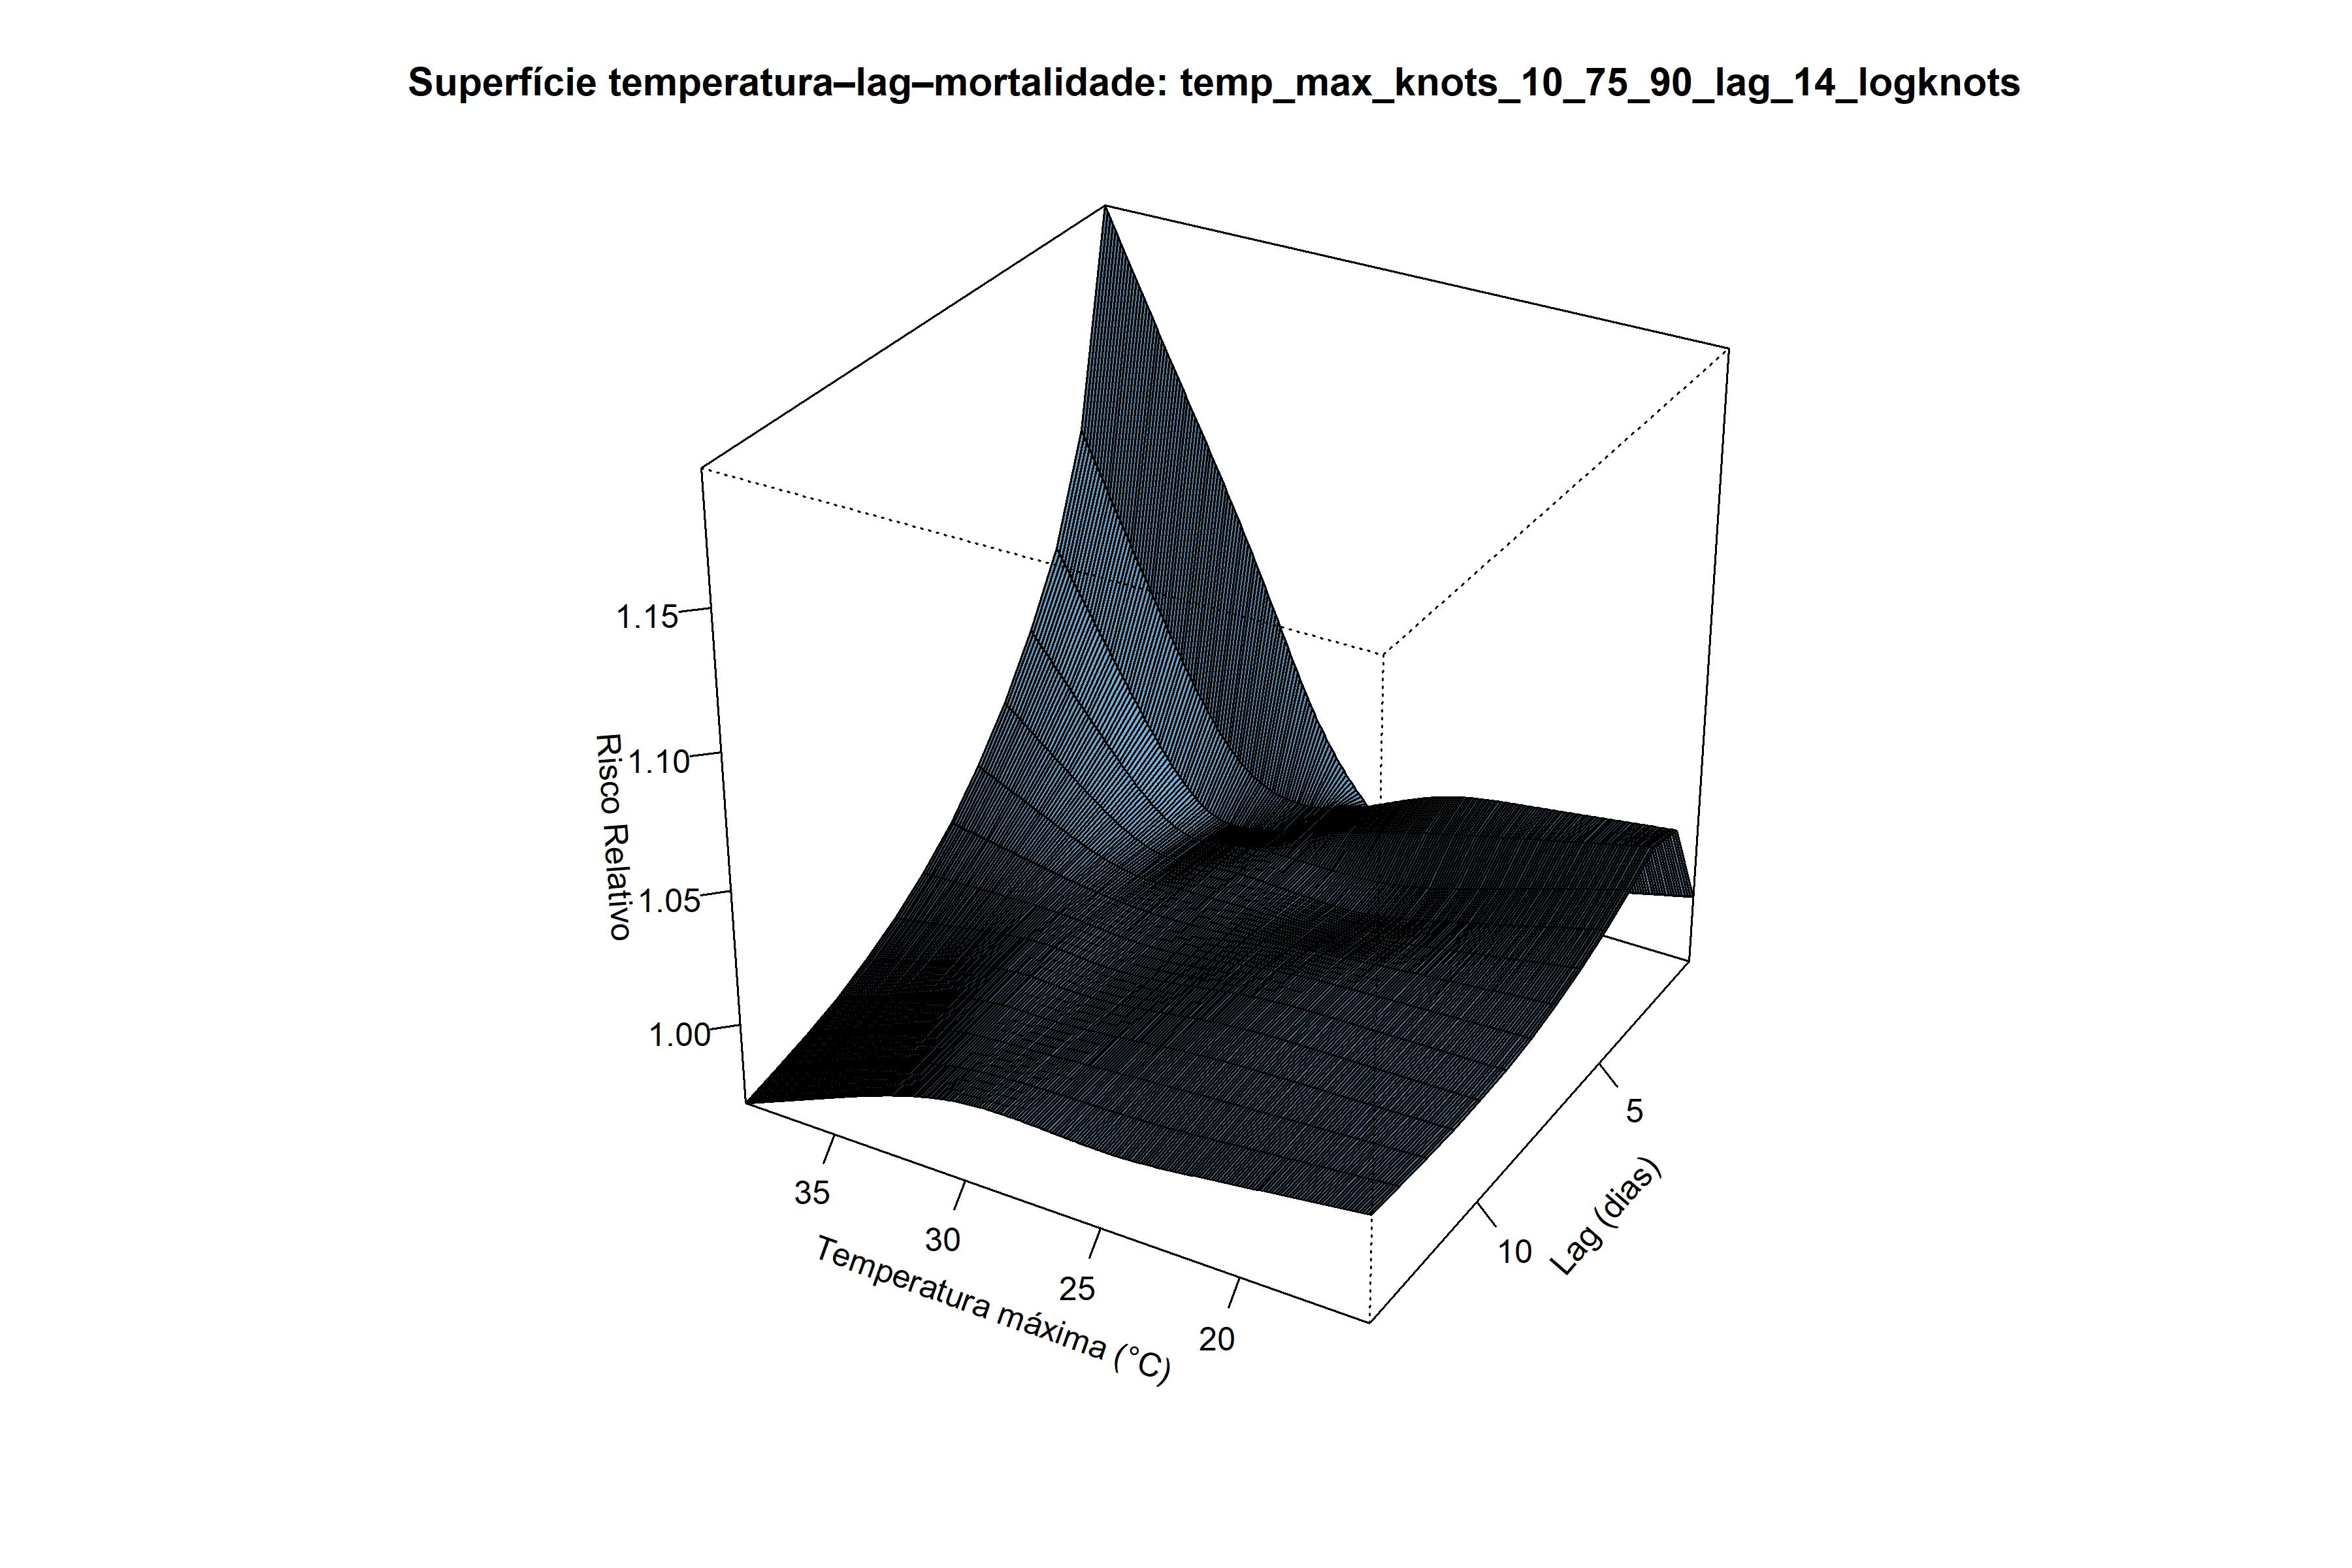 Superfície temperatura–lag–mortalidade: temp_max_knots_10_75_90_lag_14_logknots
1.15
1.10
1.05
1.00
Risco Relativo
35
30
25
20
Temperatura máxima (°C)
5
10
Lag (dias)